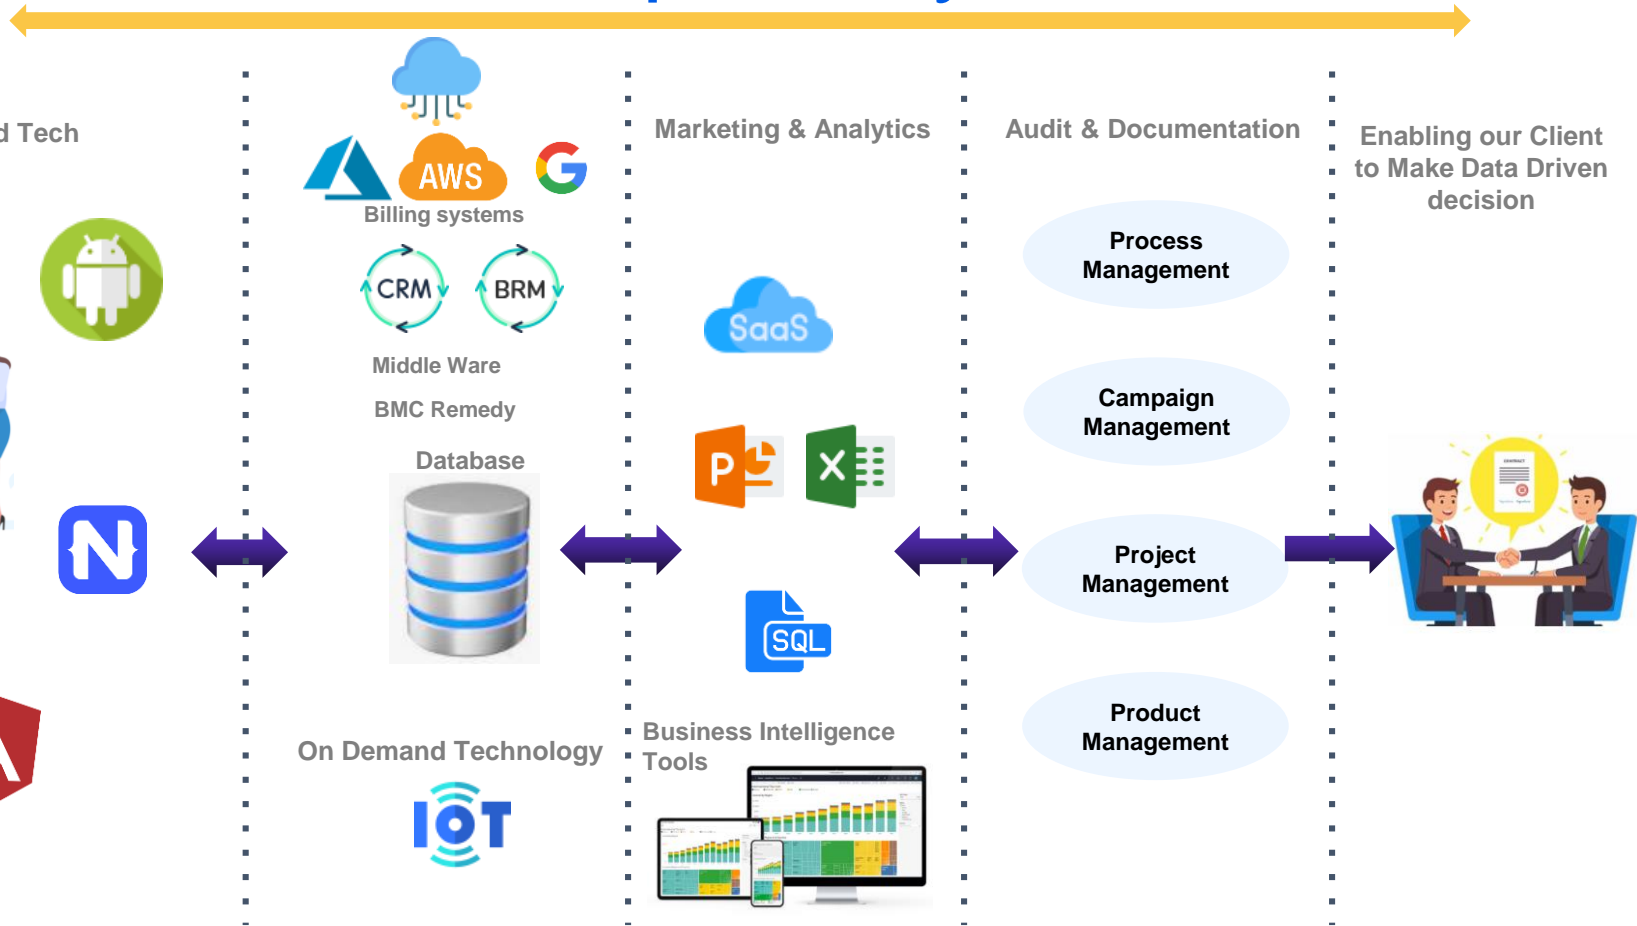 d Tech
AWS
Billing systems
CRM
BRM
Middle Ware
BMC Remedy
Database
On Demand Technology
IOT
Marketing & Analytics
SaaS
P
X
SQL
Business Intelligence
Tools
Audit & Documentation
Process
Management
Campaign
Management
Project
Management
Product
Management
Enabling our Client
to Make Data Driven
decision
CONTRACT
N